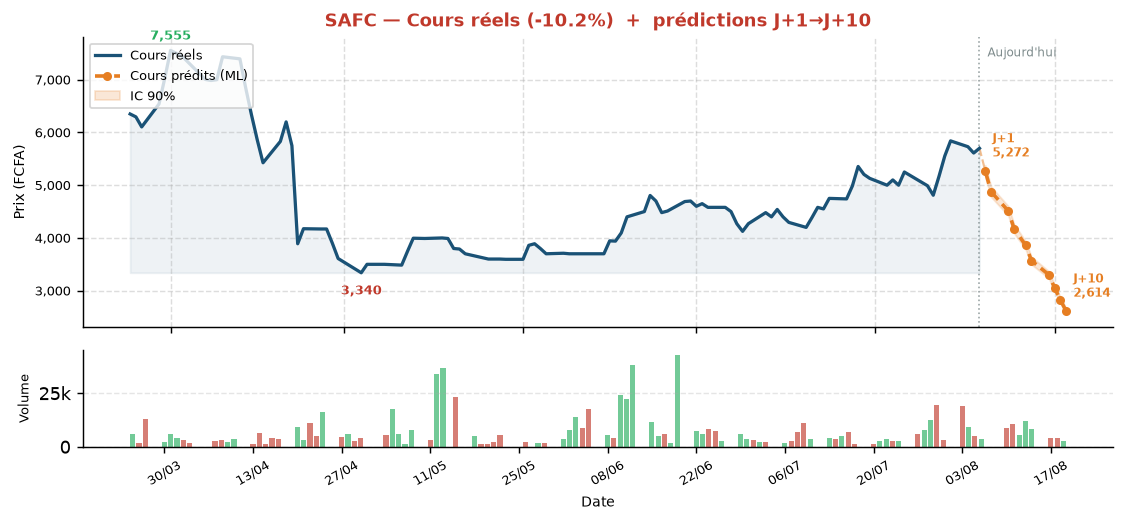 SAFC — Cours réels (-10.2%)  +  prédictions J+1→J+10
7,555
Cours réels
Cours prédits (ML)
IC 90%
Aujourd'hui
J+1
5,272
J+10
2,614
3,340
Prix (FCFA)
7,000
6,000
5,000
4,000
3,000
Volume
25k
0
30/03
13/04
27/04
11/05
25/05
08/06
22/06
06/07
20/07
03/08
17/08
Date